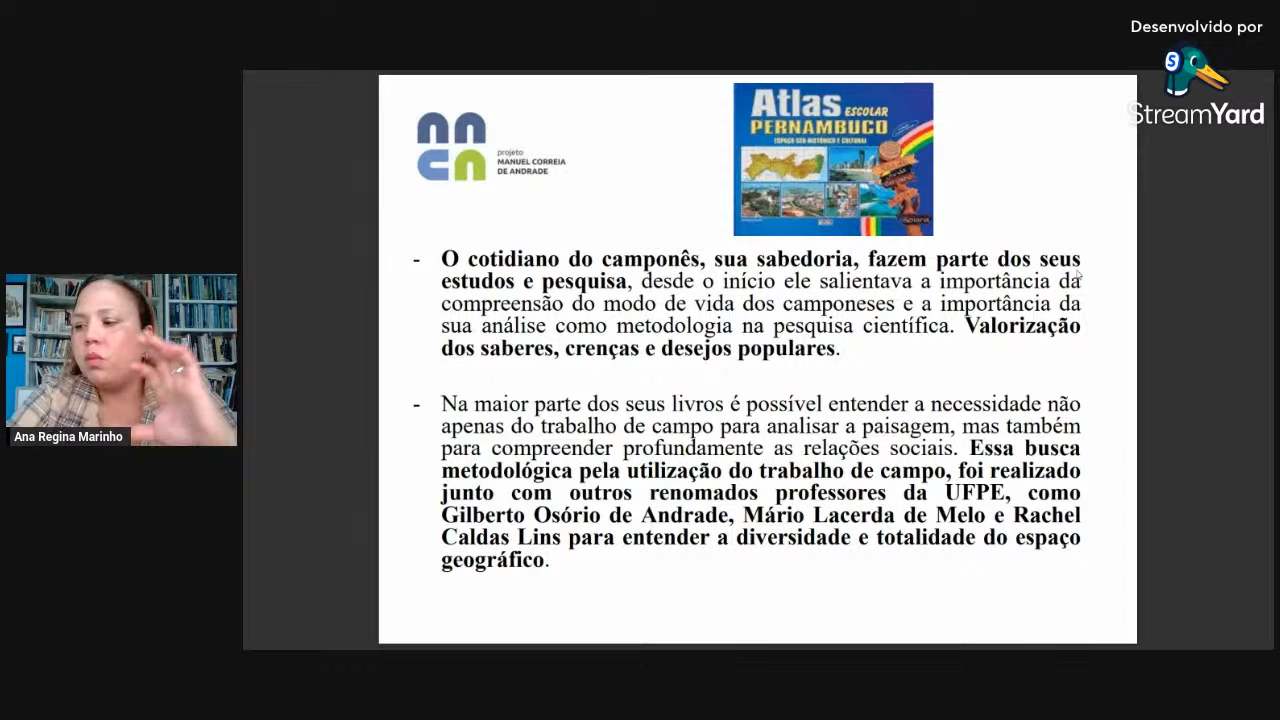 Desenvolvido por
StreamYard
Atlas ESCOLAR
PERNAMBUCO
(ESPAÇO GEO-HISTÓRICO E CULTURAL)
projeto
MANUEL CORREIA
DE ANDRADE
- O cotidiano do camponês, sua sabedoria, fazem parte dos seus
estudos e pesquisa, desde o início ele salientava a importância da
compreensão do modo de vida dos camponeses e a importância da
sua análise como metodologia na pesquisa científica. Valorização
dos saberes, crenças e desejos populares.
- Na maior parte dos seus livros é possível entender a necessidade não
apenas do trabalho de campo para analisar a paisagem, mas também
para compreender profundamente as relações sociais. Essa busca
metodológica pela utilização do trabalho de campo, foi realizado
junto com outros renomados professores da UFPE, como
Gilberto Osório de Andrade, Mário Lacerda de Melo e Rachel
Caldas Lins para entender a diversidade e totalidade do espaço
geográfico.
Ana Regina Marinho